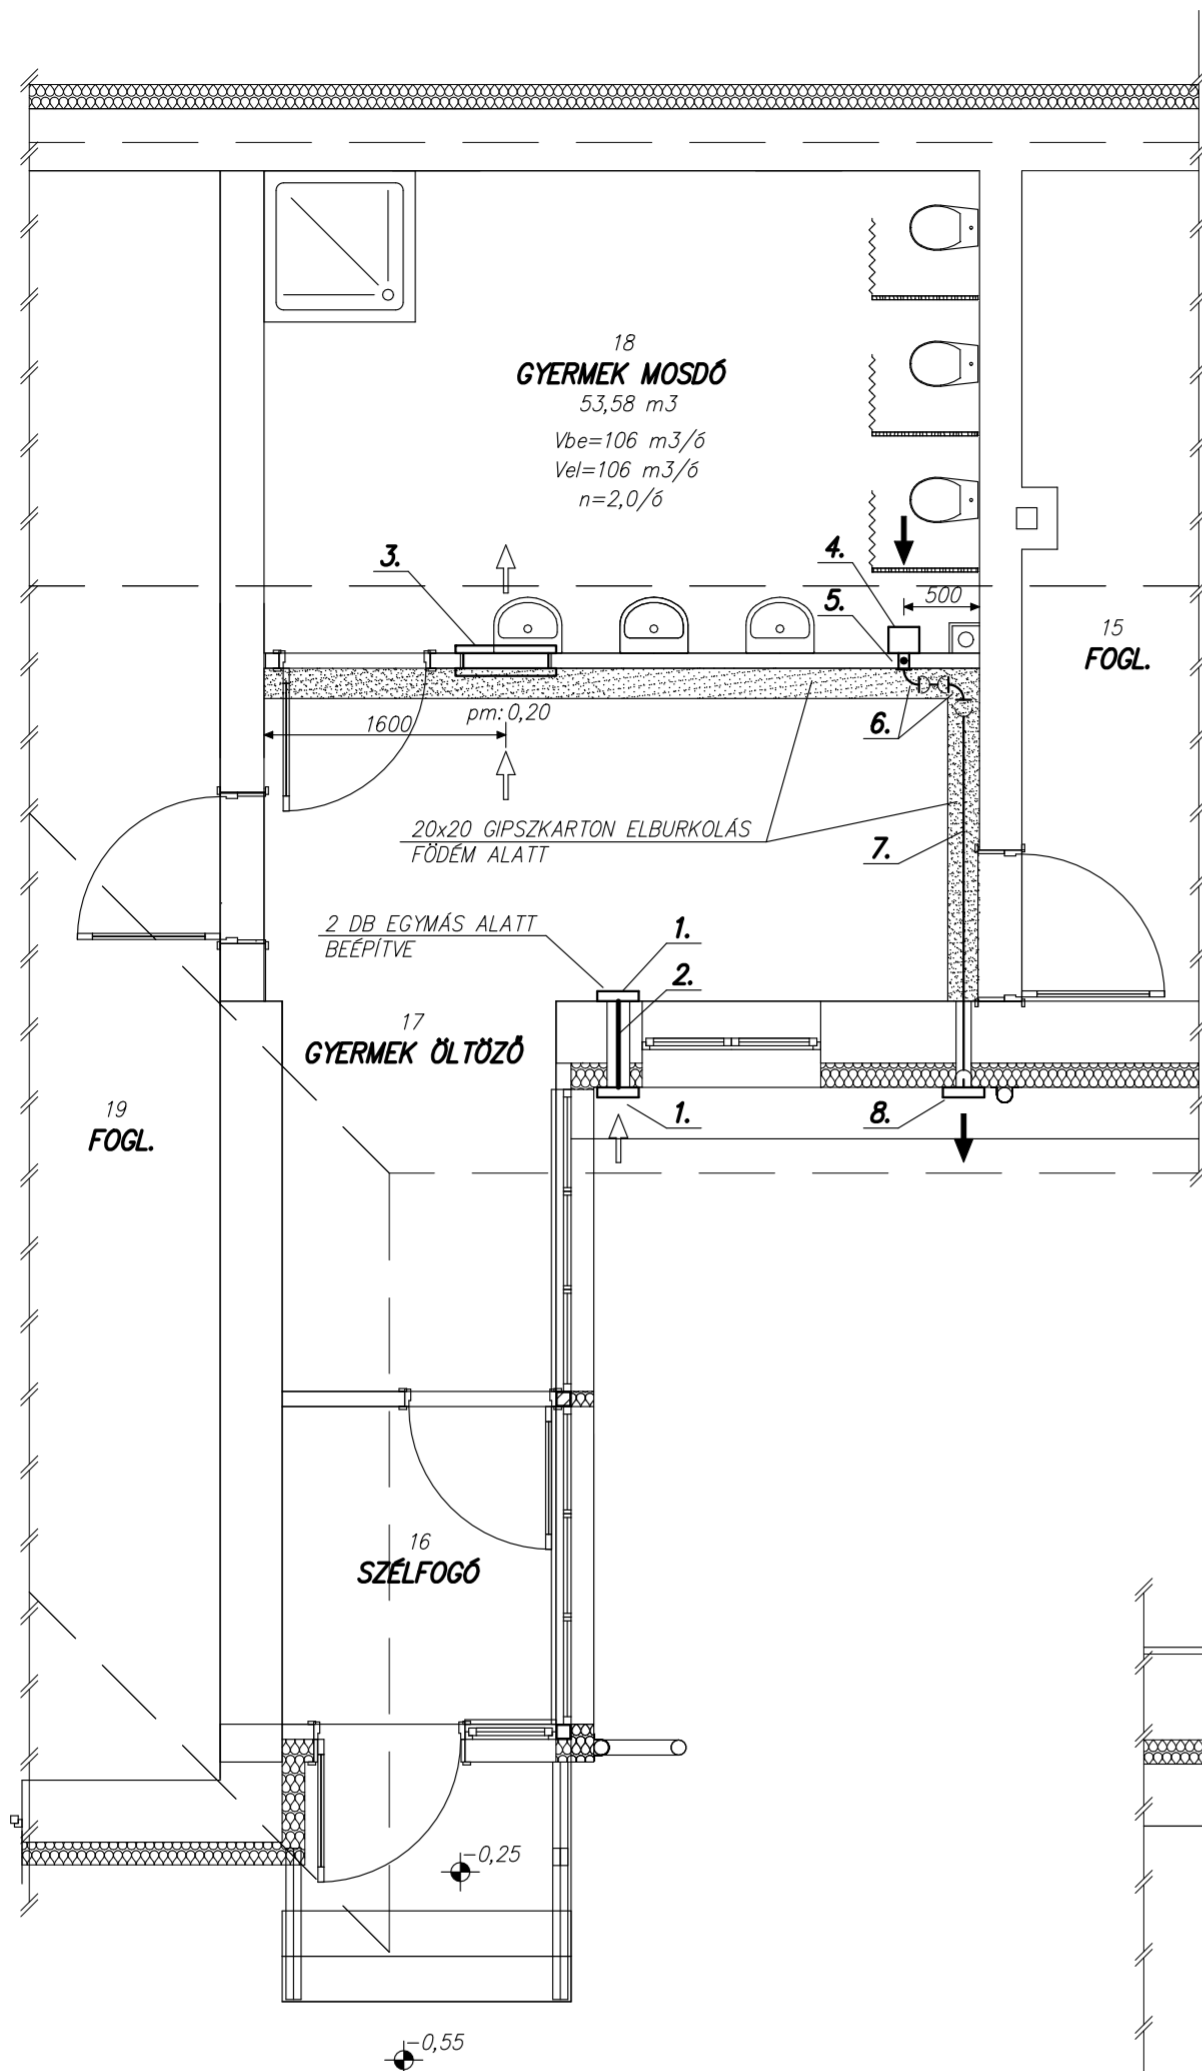 18
GYERMEK MOSDÓ
53,58 m3
Vbe=106 m3/ó
Vel=106 m3/ó
n=2,0/ó
3.
4.
5.
500
15
FOGL.
1600
pm: 0,20
6.
20x20 GIPSZKARTON ELBURKOLÁS
FÖDÉM ALATT
7.
2 DB EGYMÁS ALATT
BEÉPÍTVE
1.
2.
17
GYERMEK ÖLTÖZŐ
19
FOGL.
1.
8.
16
SZÉLFOGÓ
-0,25
-0,55